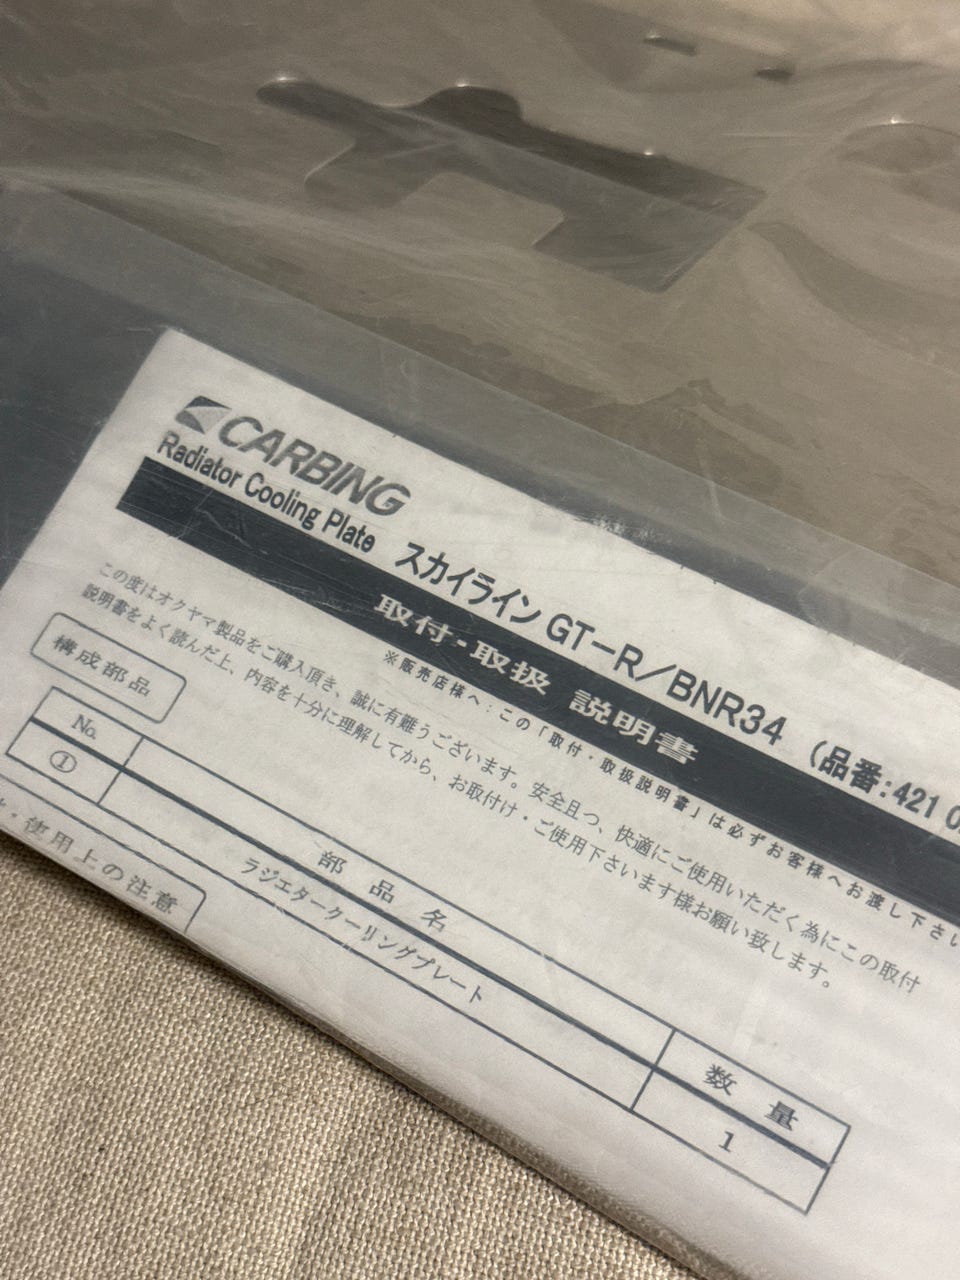 CARBING
Radiator Cooling Plate スカイライン GT-R/BNR34 (品番:421 0
取付・取扱 説明書
※販売店様へ:この「取付・取扱説明書」は必ずお客様へお渡し下さい
この度はオクヤマ製品をご購入頂き、誠に有難うございます。安全且つ、快適にご使用いただく為にこの取付
説明書をよく読んだ上、内容を十分に理解してから、お取付け・ご使用下さいます様お願い致します。
構成部品
No. 部品名 数量
① ラジエタークーリングプレート 1
・使用上の注意